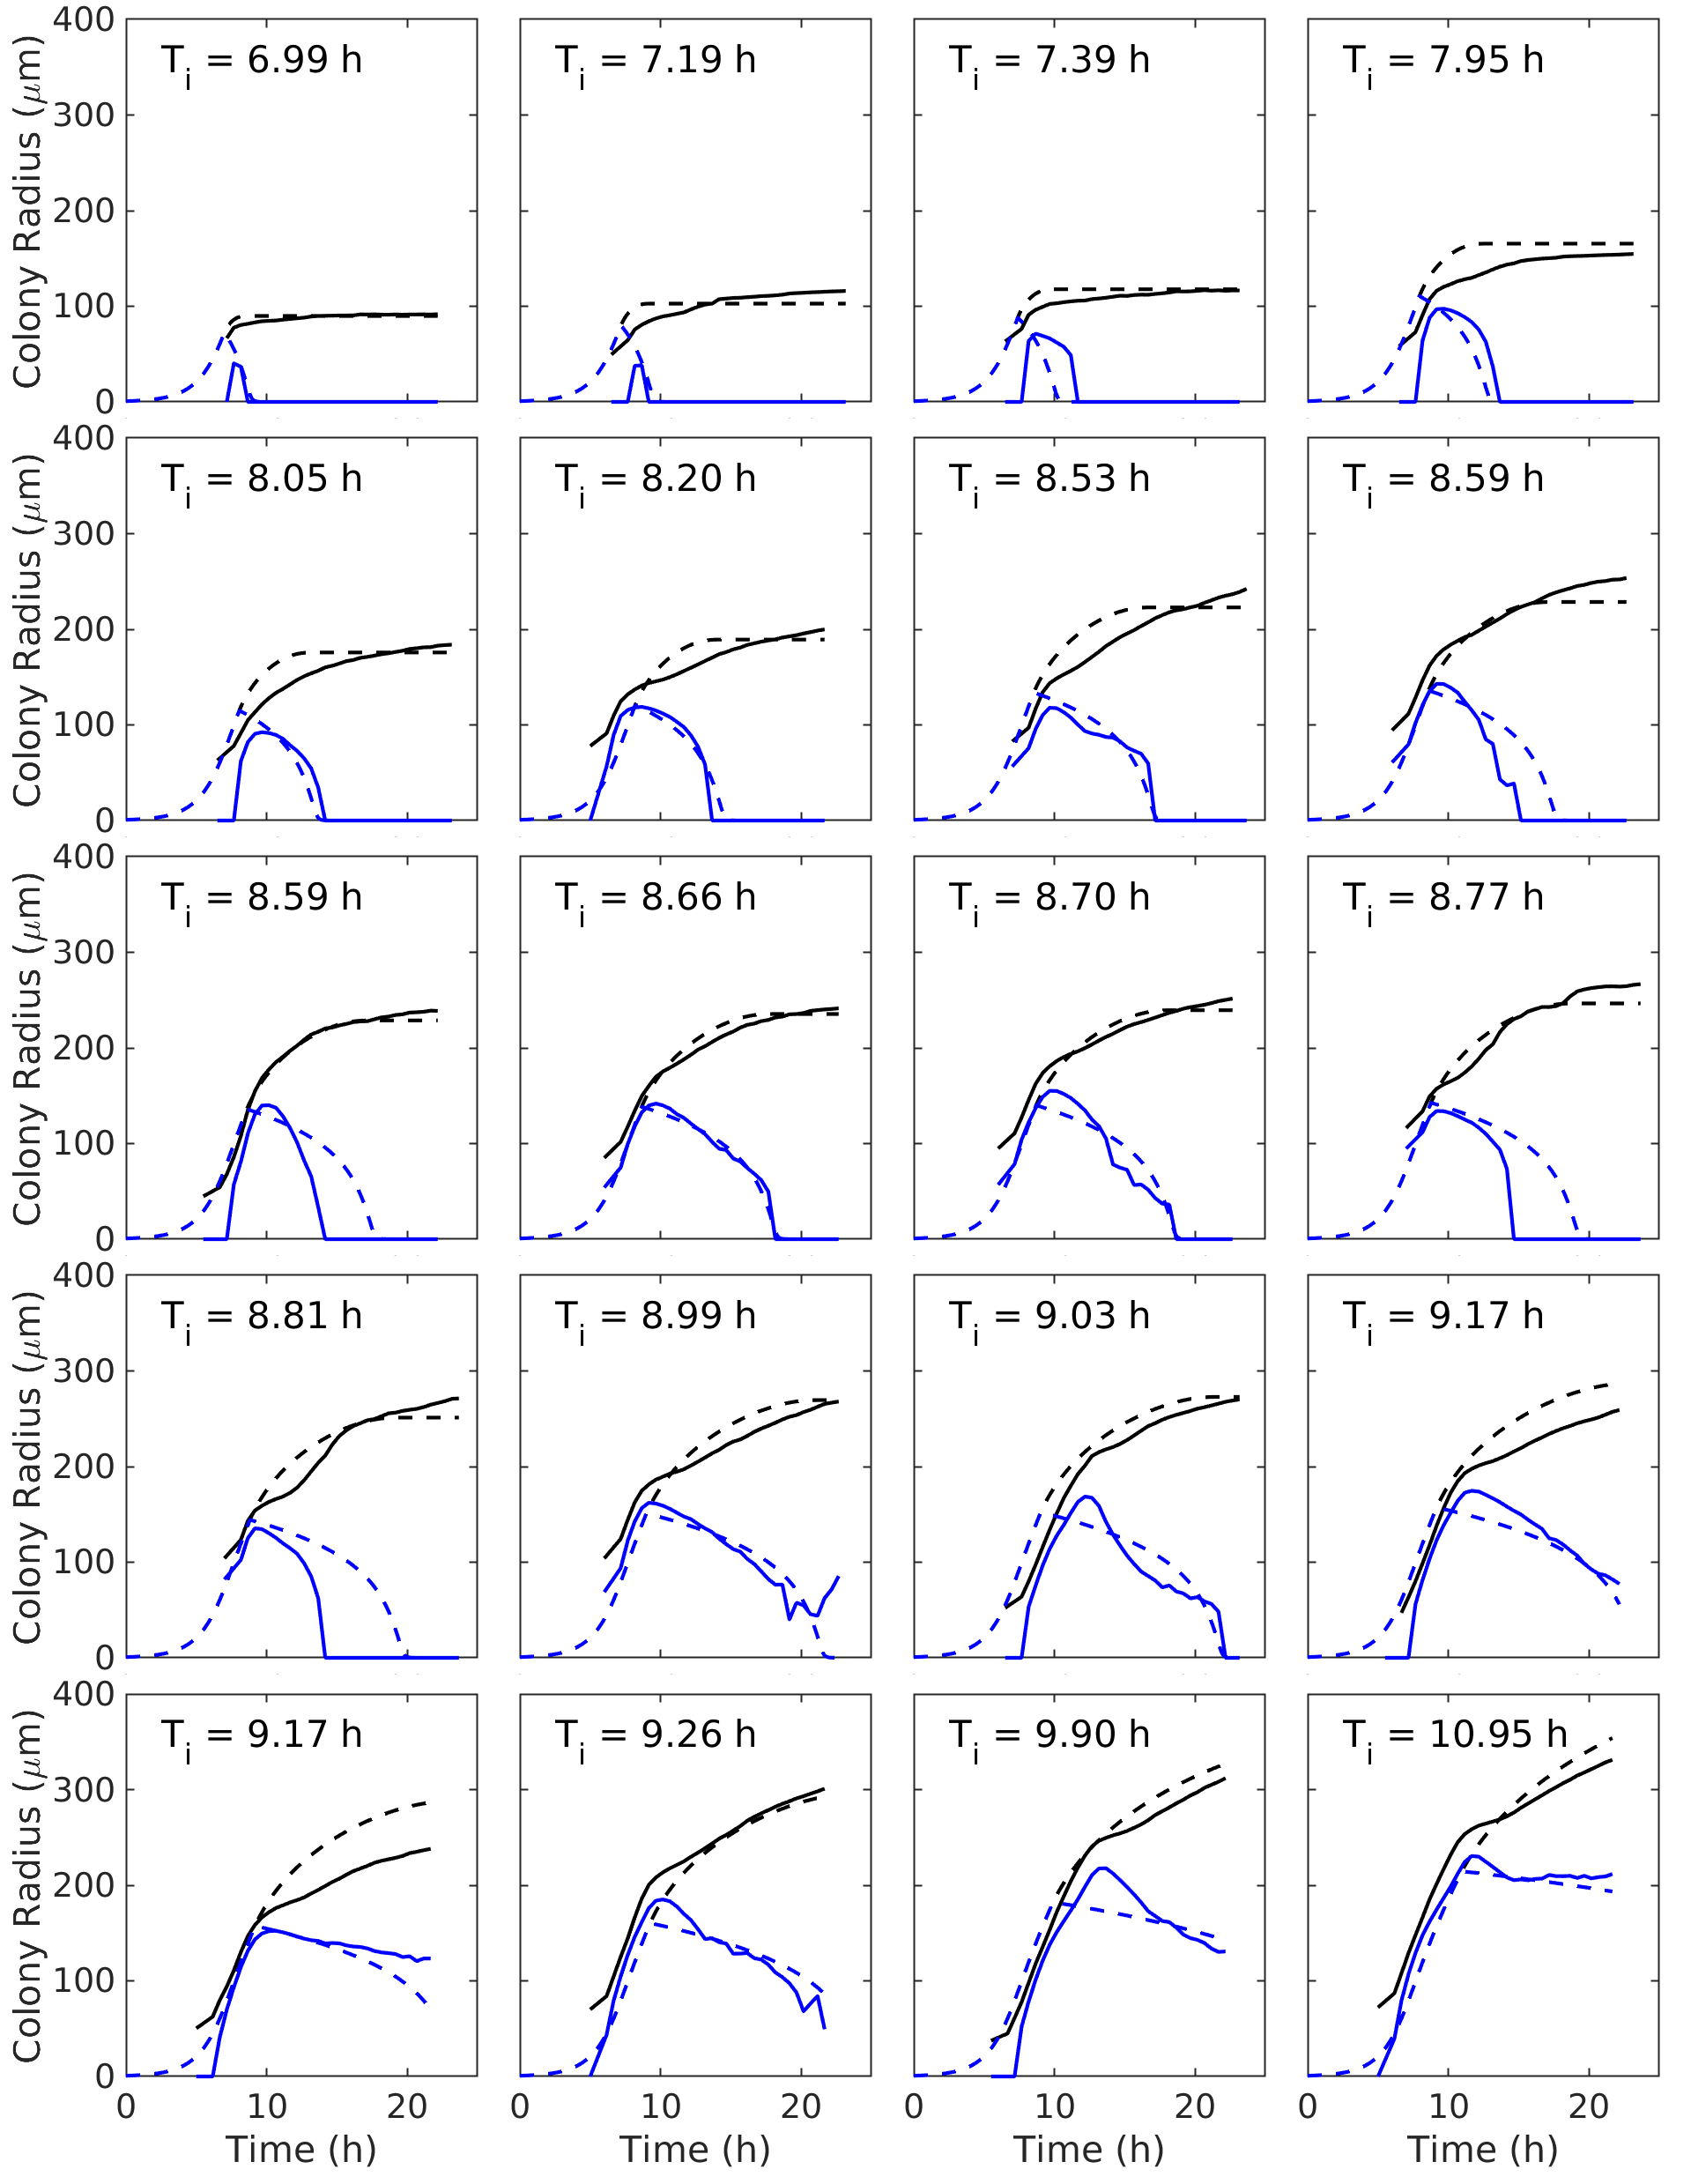 Colony Radius (μm)
400
300
200
100
0
T_i = 6.99 h
T_i = 7.19 h
T_i = 7.39 h
T_i = 7.95 h
Colony Radius (μm)
400
300
200
100
0
T_i = 8.05 h
T_i = 8.20 h
T_i = 8.53 h
T_i = 8.59 h
Colony Radius (μm)
400
300
200
100
0
T_i = 8.59 h
T_i = 8.66 h
T_i = 8.70 h
T_i = 8.77 h
Colony Radius (μm)
400
300
200
100
0
T_i = 8.81 h
T_i = 8.99 h
T_i = 9.03 h
T_i = 9.17 h
Colony Radius (μm)
400
300
200
100
0
T_i = 9.17 h
T_i = 9.26 h
T_i = 9.90 h
T_i = 10.95 h
0 10 20 0 10 20 0 10 20 0 10 20
Time (h) Time (h) Time (h) Time (h)